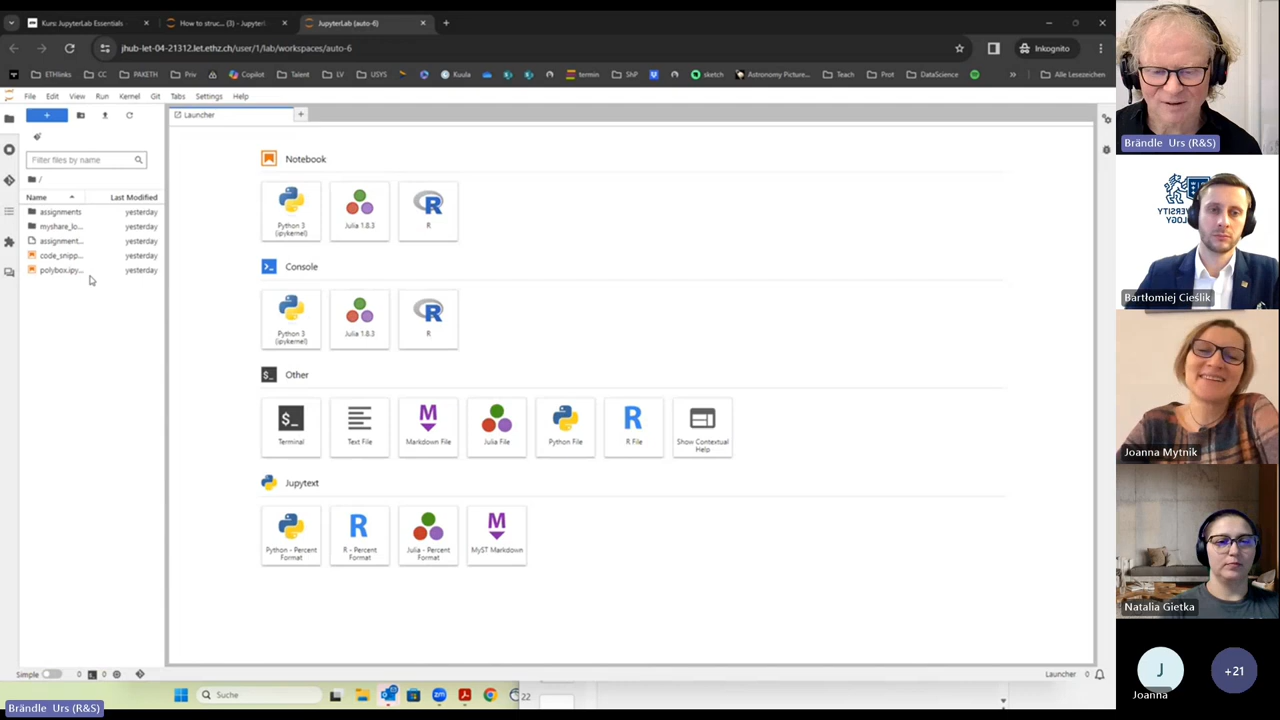 Kurs: JupyterLab Essentials
How to struc... (3) - Jupyter
JupyterLab (auto-6)
jhub-let-04-21312.let.ethz.ch/user/1/lab/workspaces/auto-6
Inkognito
ETHlinks
CC
PAKETH
Priv
Copilot
Talent
LV
USYS
Kuula
termin
ShP
sketch
Astronomy Picture...
Teach
Prot
DataScience
»
Alle Lesezeichen
File Edit View Run Kernel Git Tabs Settings Help
Launcher
Filter files by name
/
Name Last Modified
assignments yesterday
myshare_lo... yesterday
assignment... yesterday
code_snipp... yesterday
polybox.ipy... yesterday
Notebook
Python 3
(ipykernel)
Julia 1.8.3
R
Console
Python 3
(ipykernel)
Julia 1.8.3
R
Other
Terminal
Text File
Markdown File
Julia File
Python File
R File
Show Contextual
Help
Jupytext
Python - Percent
Format
R - Percent
Format
Julia - Percent
Format
MyST Markdown
Simple 0 0
Launcher 0
Suche
22
Brändle Urs (R&S)
Brändle Urs (R&S)
Bartłomiej Cieślik
Joanna Mytnik
Natalia Gietka
J
Joanna
+21